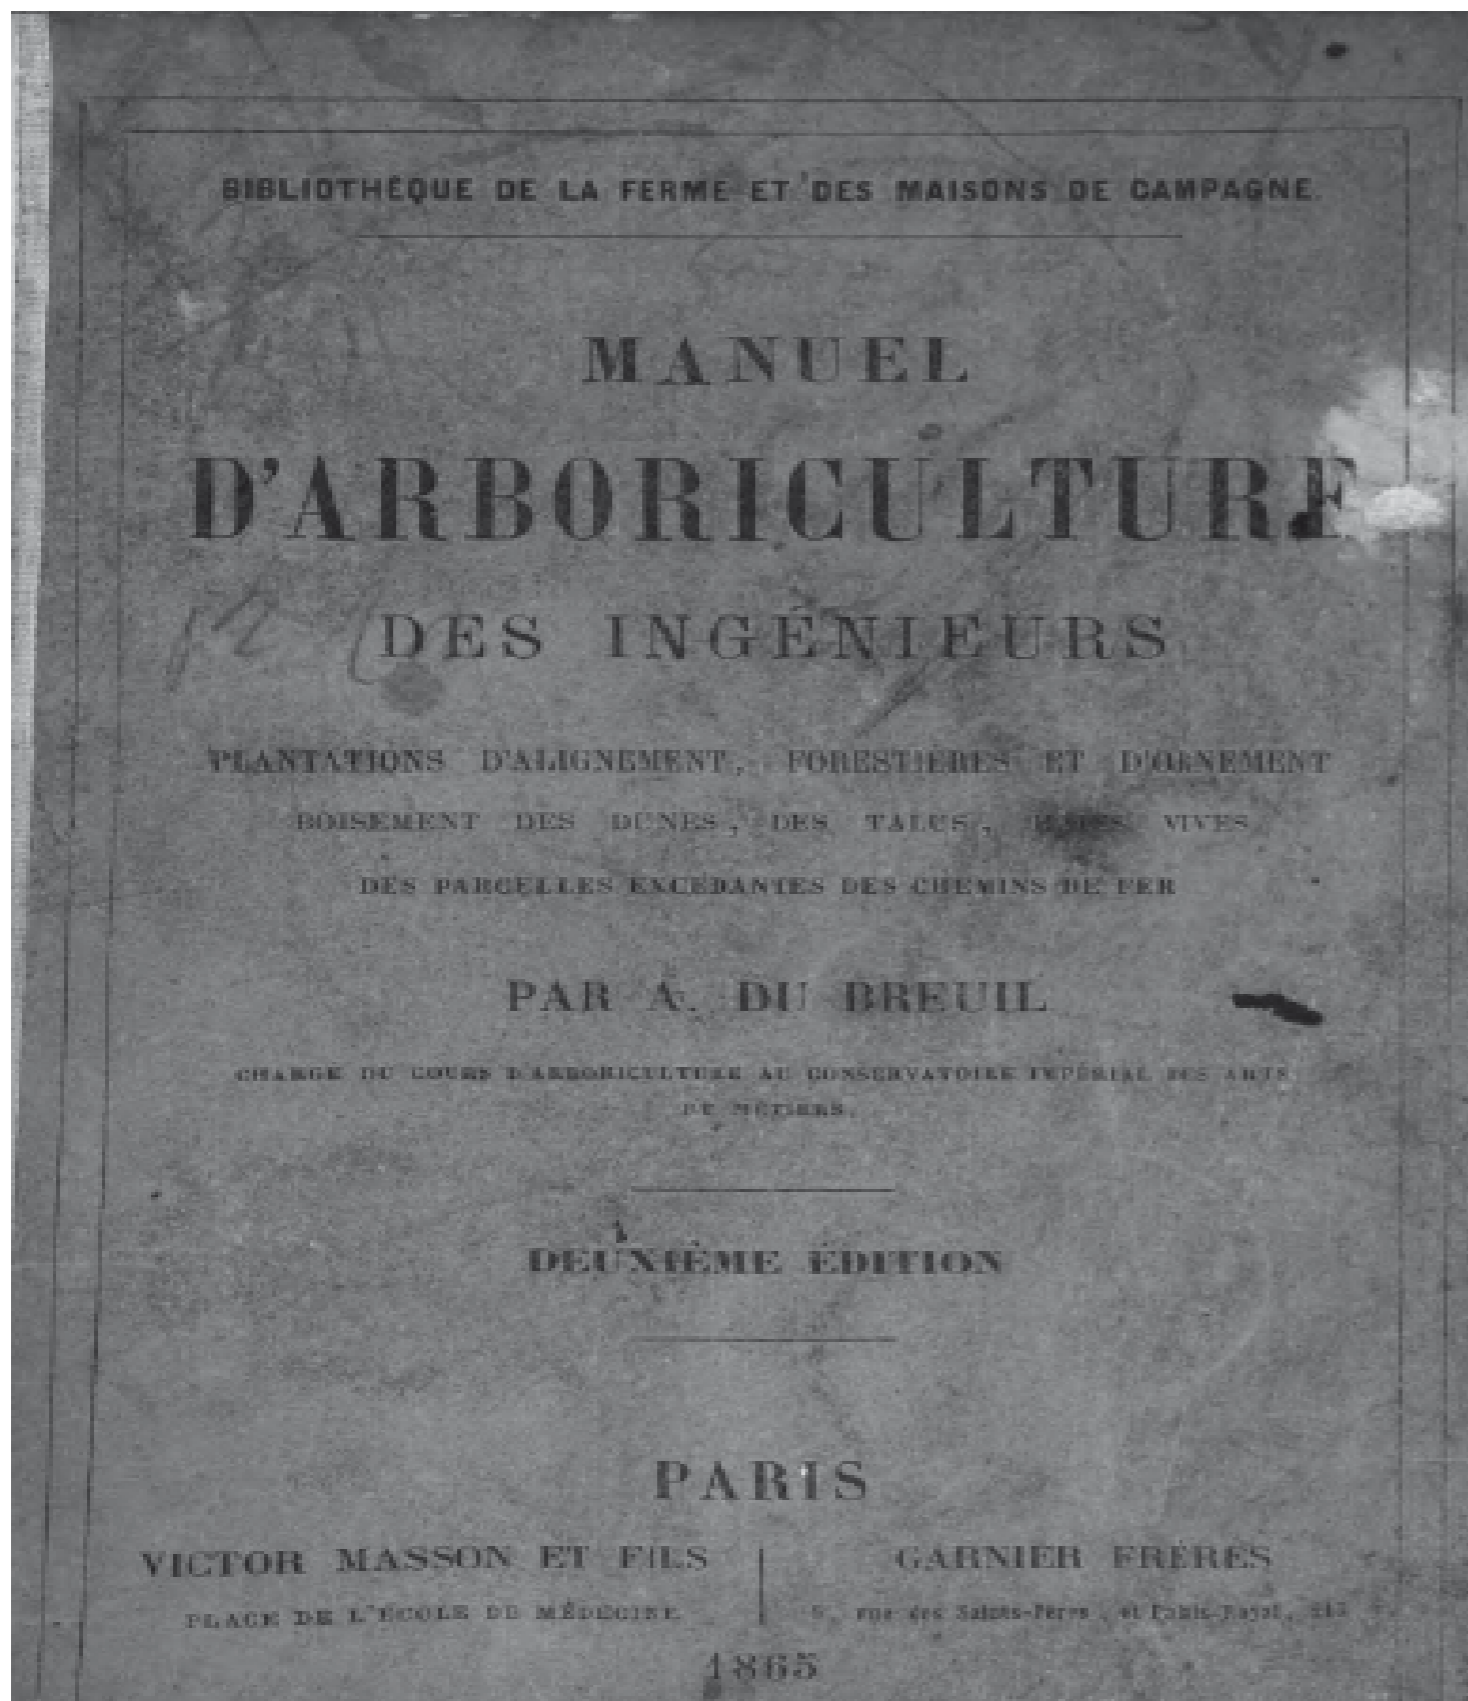 BIBLIOTHÈQUE DE LA FERME ET DES MAISONS DE CAMPAGNE.
MANUEL
D'ARBORICULTURE
DES INGÉNIEURS
PLANTATIONS D'ALIGNEMENT, FORESTIÈRES ET D'ORNEMENT
BOISEMENT DES DUNES, DES TALUS, HAIES VIVES
DES PARCELLES EXCÉDANTES DES CHEMINS DE FER
PAR A. DU BREUIL
CHARGÉ DU COURS D'ARBORICULTURE AU CONSERVATOIRE IMPÉRIAL DES ARTS
ET MÉTIERS.
DEUXIÈME ÉDITION
PARIS
VICTOR MASSON ET FILS
PLACE DE L'ÉCOLE DE MÉDECINE
GARNIER FRÈRES
rue des Saints-Pères, et Palais-Royal, 215
1865